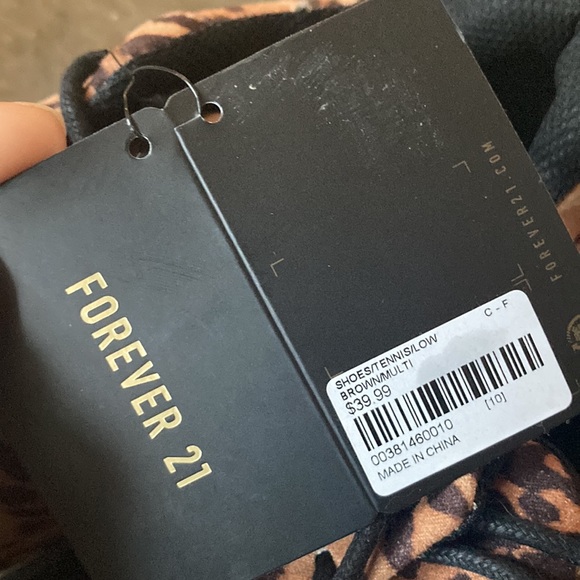 FOREVER 21
FOREVER21.COM
C - F
SHOES/TENNIS/LOW
BROWN/MULTI
$39.99
00381460010 [10]
MADE IN CHINA